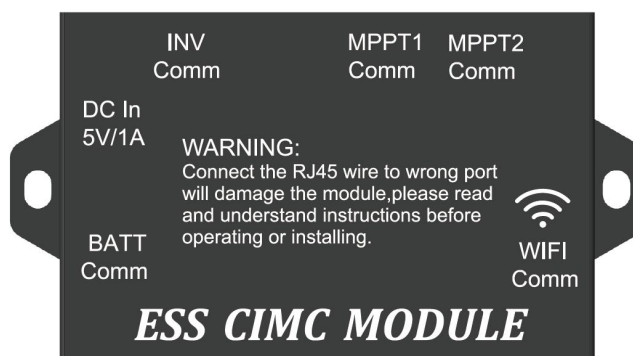 INV
Comm
MPPT1
Comm
MPPT2
Comm
DC In
5V/1A
WARNING:
Connect the RJ45 wire to wrong port
will damage the module,please read
and understand instructions before
operating or installing.
BATT
Comm
WIFI
Comm
ESS CIMC MODULE